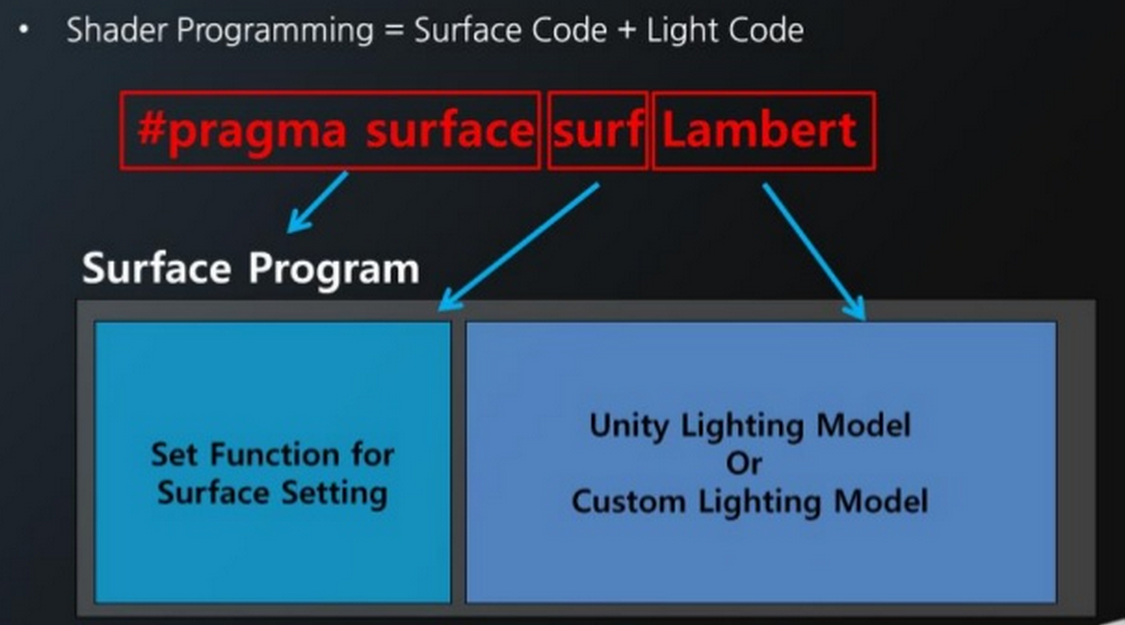 • Shader Programming = Surface Code + Light Code
#pragma surface surf Lambert
Surface Program
Set Function for
Surface Setting
Unity Lighting Model
Or
Custom Lighting Model